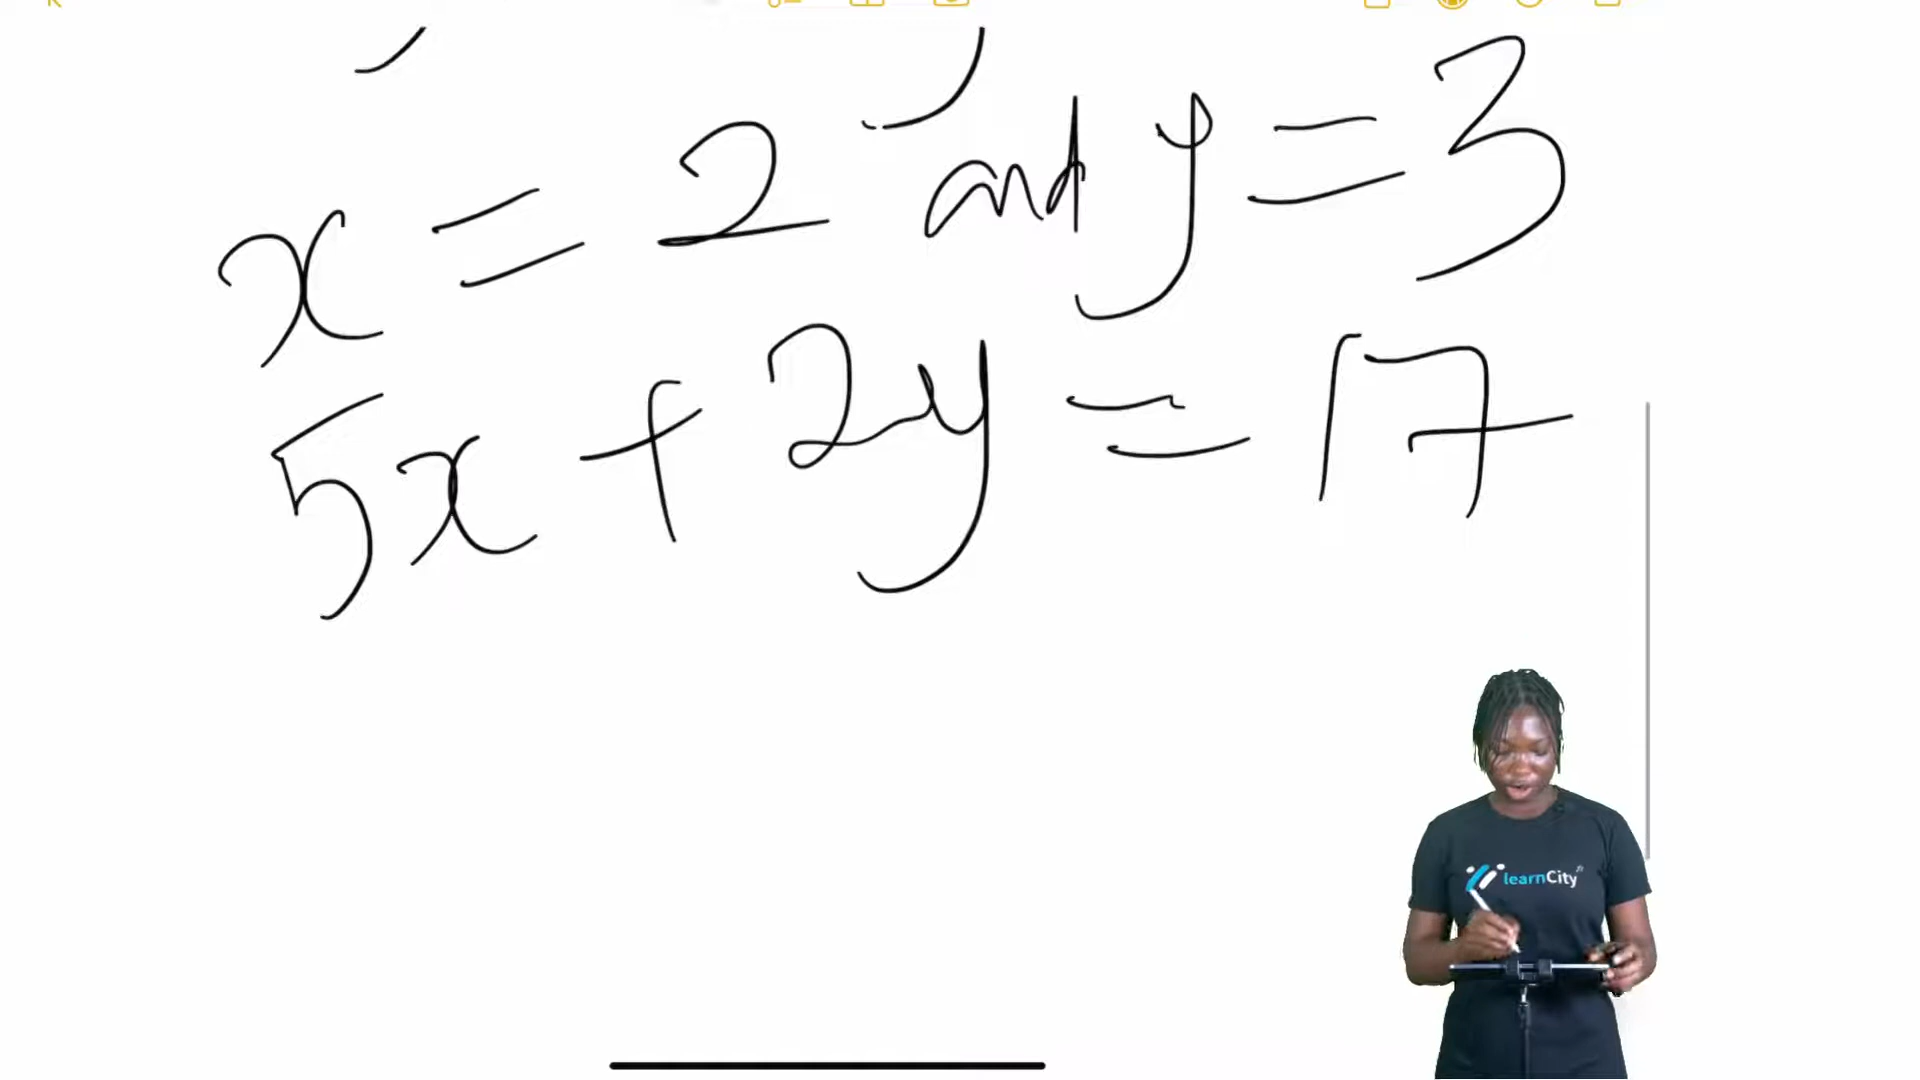 x = 2 and y = 3
5x + 2y = 17
learnCity